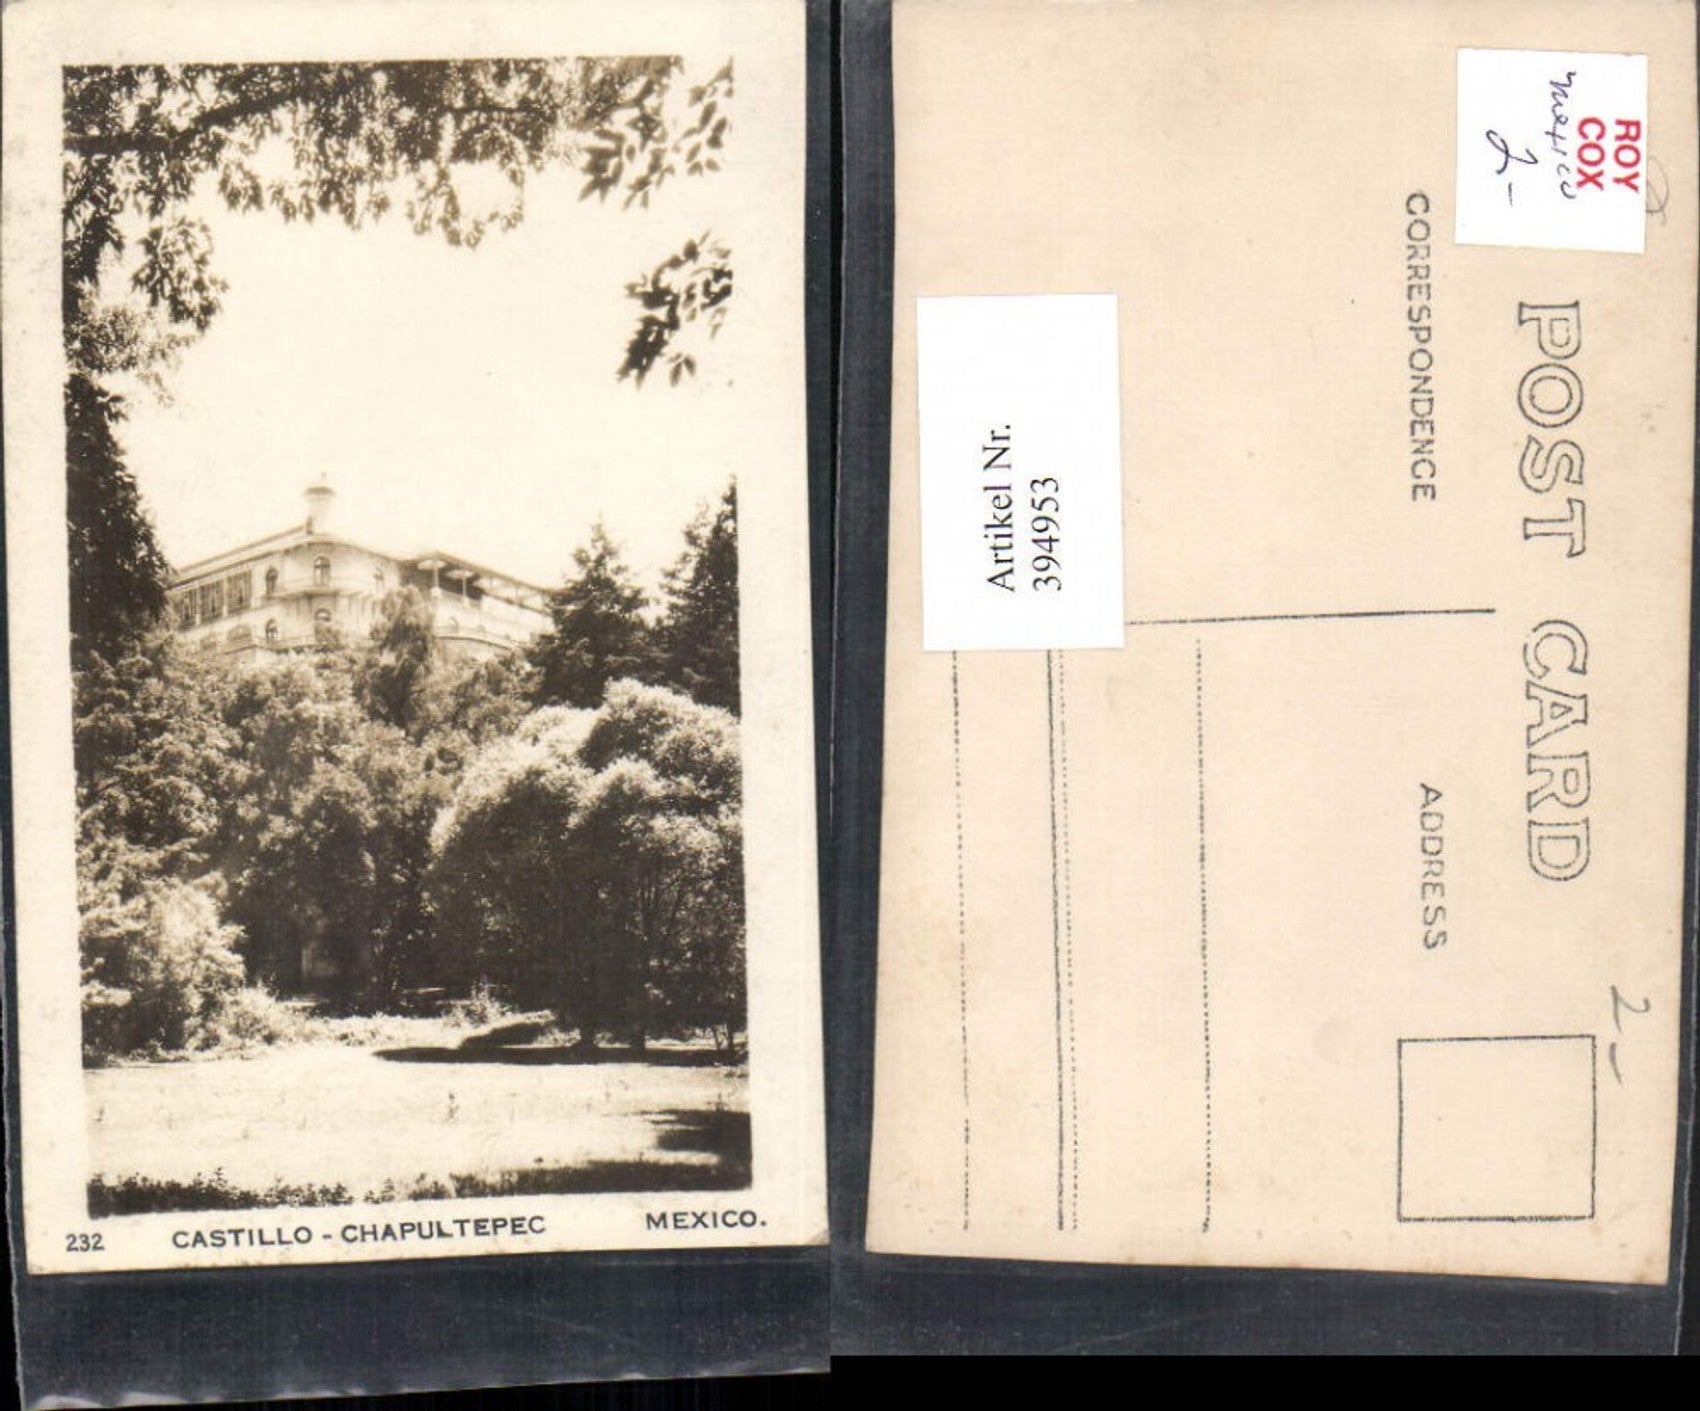 232 CASTILLO - CHAPULTEPEC MEXICO.
ROY
COX
Mexico
2-
POST CARD
CORRESPONDENCE
ADDRESS
Artikel Nr.
394953
2-